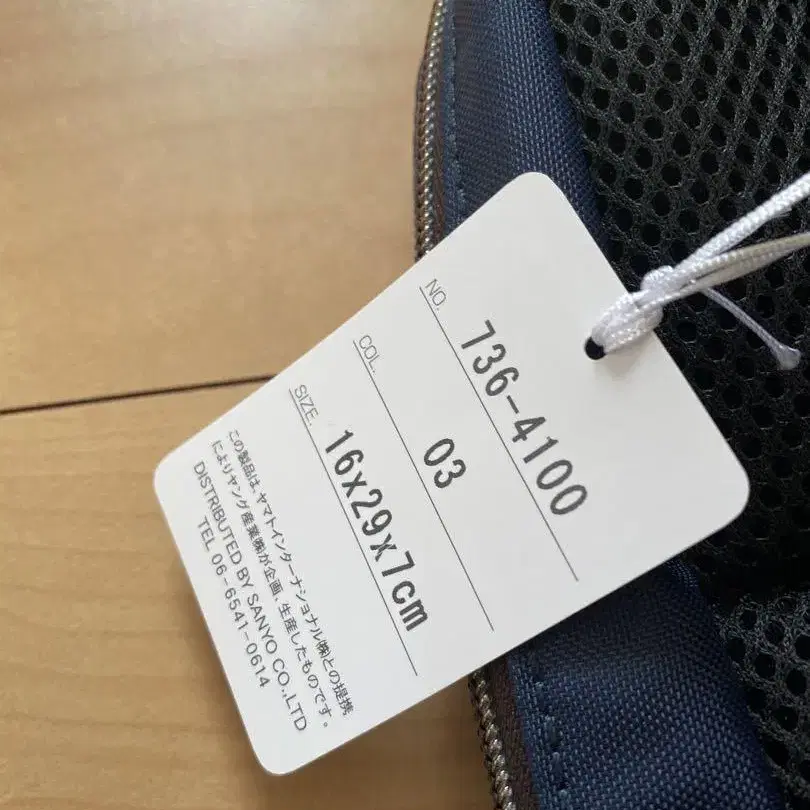 NO. 736-4100
COL. 03
SIZE. 16x29x7cm
この製品は、ヤマトインターナショナル㈱との提携
によりヤング産業㈱が企画、生産したものです。
DISTRIBUTED BY SANYO CO.,LTD
TEL 06-6541-0614